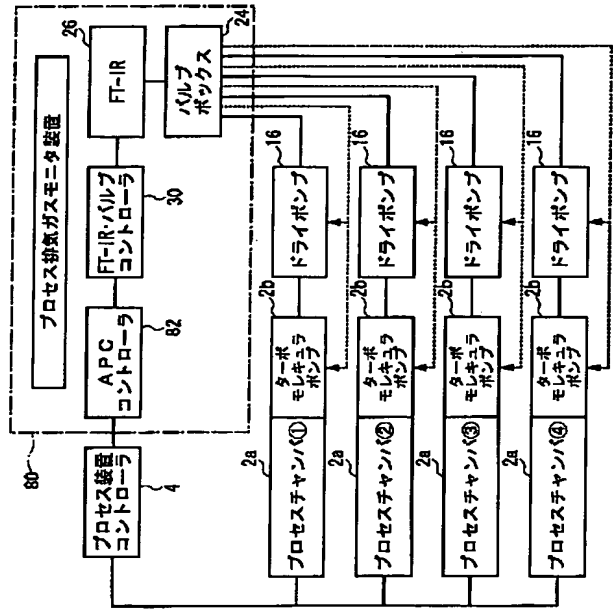 80
プロセス排気ガスモニタ装置
26
FT-IR
バルブ
ボックス
24
FT-IR・バルブ
コントローラ
30
APC
コントローラ
82
プロセス装置
コントローラ
4
2a
プロセスチャンバ①
2b
ターボ
モレキュラ
ポンプ
16
ドライポンプ
2a
プロセスチャンバ②
2b
ターボ
モレキュラ
ポンプ
16
ドライポンプ
2a
プロセスチャンバ③
2b
ターボ
モレキュラ
ポンプ
16
ドライポンプ
2a
プロセスチャンバ④
2b
ターボ
モレキュラ
ポンプ
16
ドライポンプ